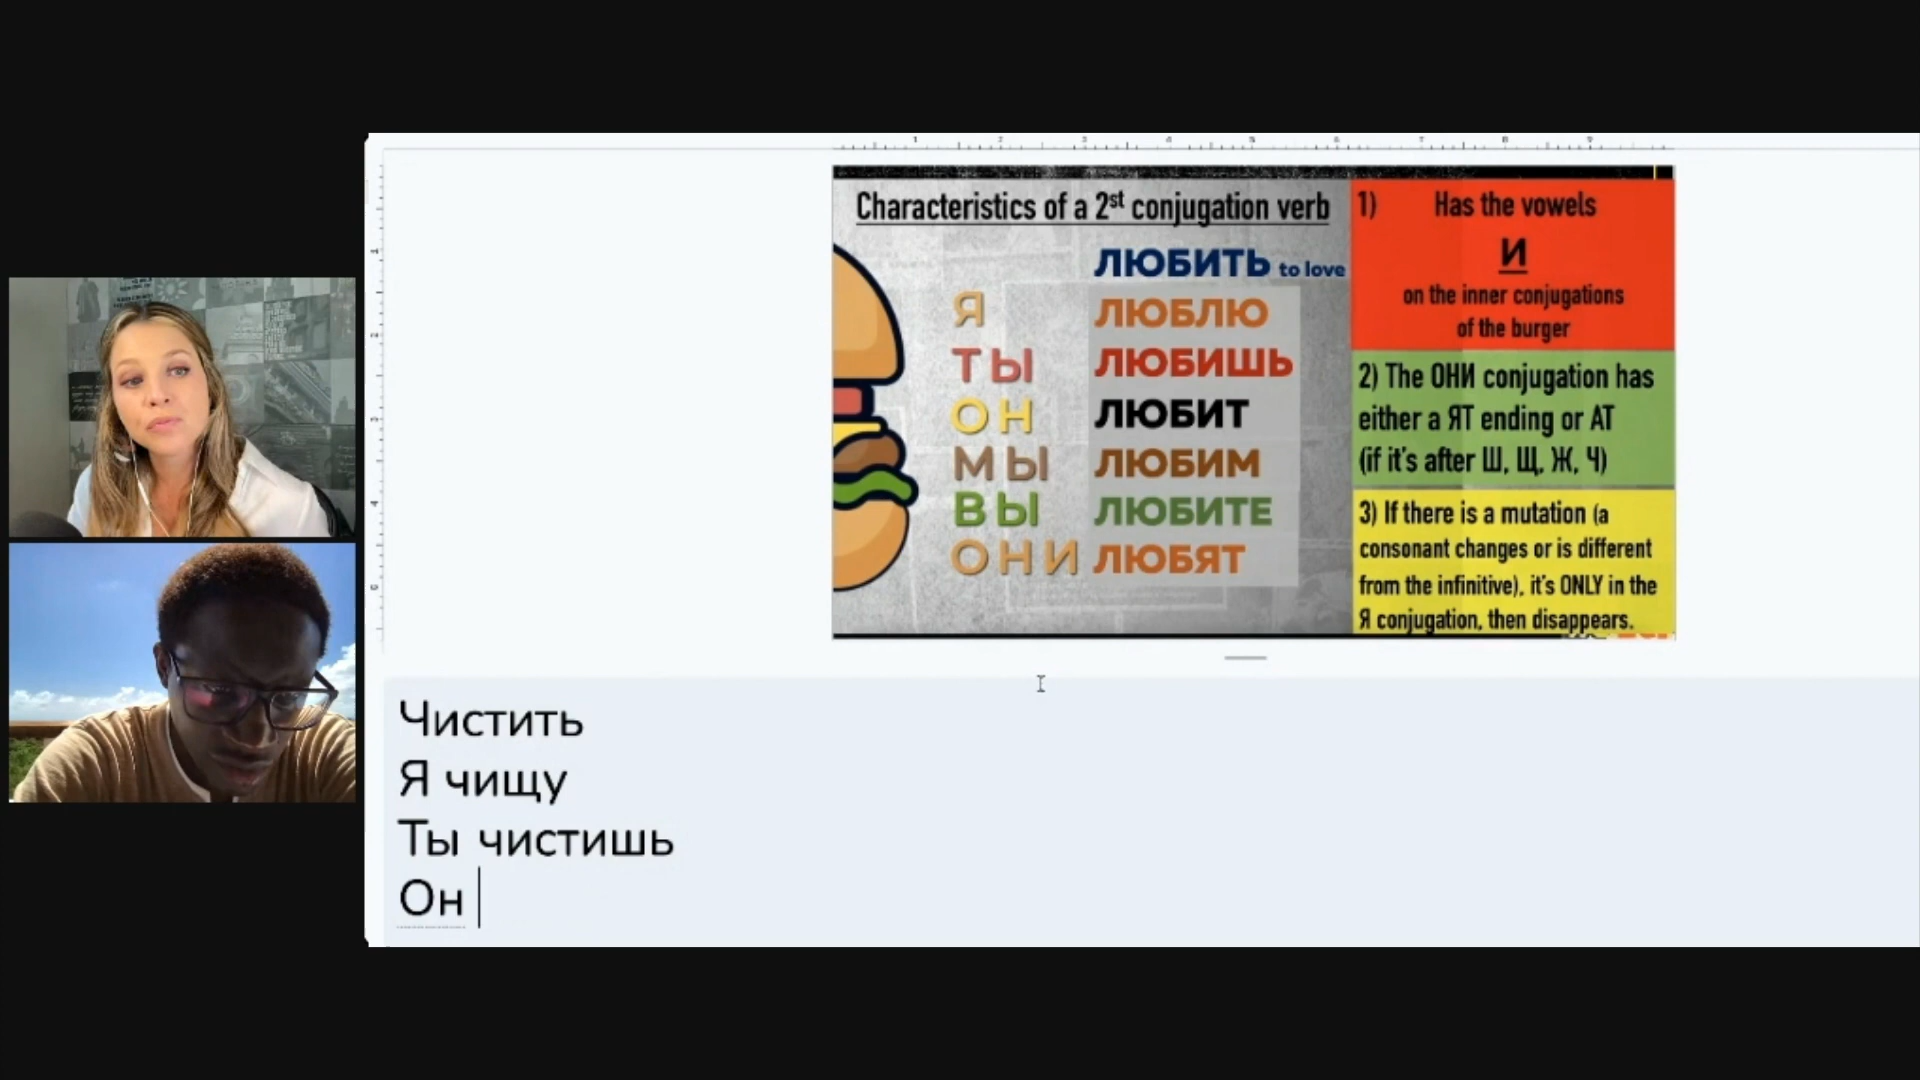 Characteristics of a 2st conjugation verb
ЛЮБИТЬ to love
Я ЛЮБЛЮ
ТЫ ЛЮБИШЬ
ОН ЛЮБИТ
МЫ ЛЮБИМ
ВЫ ЛЮБИТЕ
ОНИ ЛЮБЯТ
1) Has the vowels
И
on the inner conjugations
of the burger
2) The ОНИ conjugation has
either a ЯТ ending or АТ
(if it's after Ш, Щ, Ж, Ч)
3) If there is a mutation (a
consonant changes or is different
from the infinitive), it's ONLY in the
Я conjugation, then disappears.
Чистить
Я чищу
Ты чистишь
Он